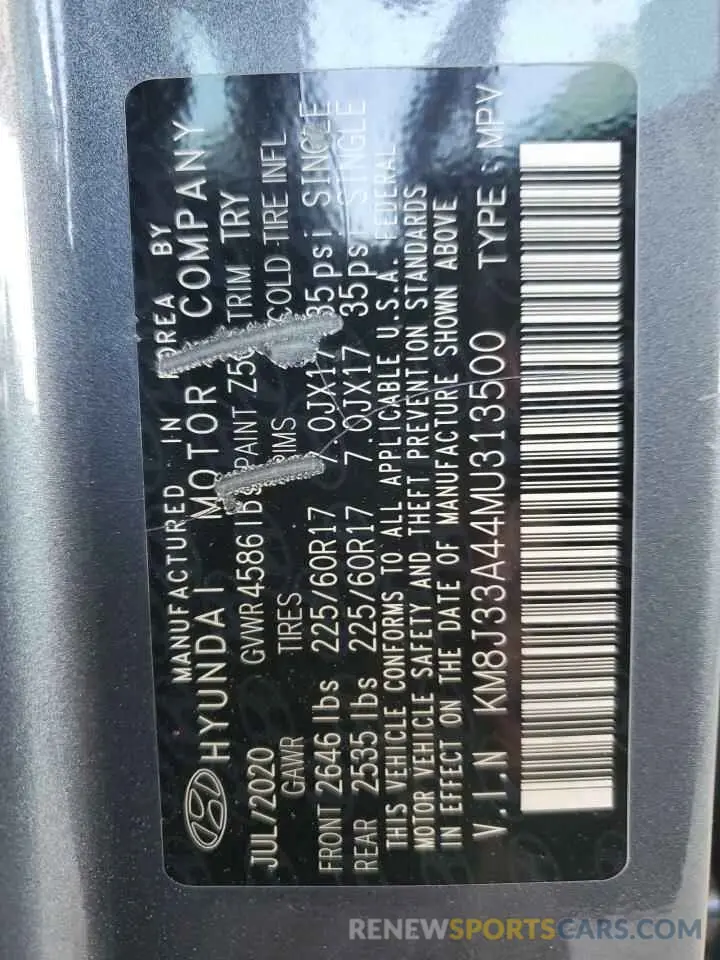 MANUFACTURED IN KOREA BY
HYUNDAI MOTOR COMPANY
JUL/2020 GVWR 4586 lbs PAINT TRIM TRY
GAWR TIRES RIMS COLD TIRE INFL
FRONT 2646 lbs 225/60R17 7.0JX17 35psi SINGLE
REAR 2535 lbs 225/60R17 7.0JX17 35psi SINGLE
THIS VEHICLE CONFORMS TO ALL APPLICABLE U.S.A. FEDERAL
MOTOR VEHICLE SAFETY AND THEFT PREVENTION STANDARDS
IN EFFECT ON THE DATE OF MANUFACTURE SHOWN ABOVE
V.I.N KM8J33A44MU313500 TYPE : MPV
RENEWSPORTSCARS.COM